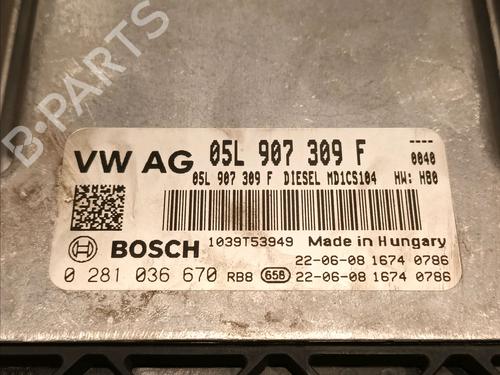 B-PARTS
VW AG 05L 907 309 F 0040
05L 907 309 F DIESEL MD1CS104 HW: H80
1039T53949 Made in Hungary
BOSCH 22-06-08 1674 0786
0 281 036 670 RB8 658 22-06-08 1674 0786